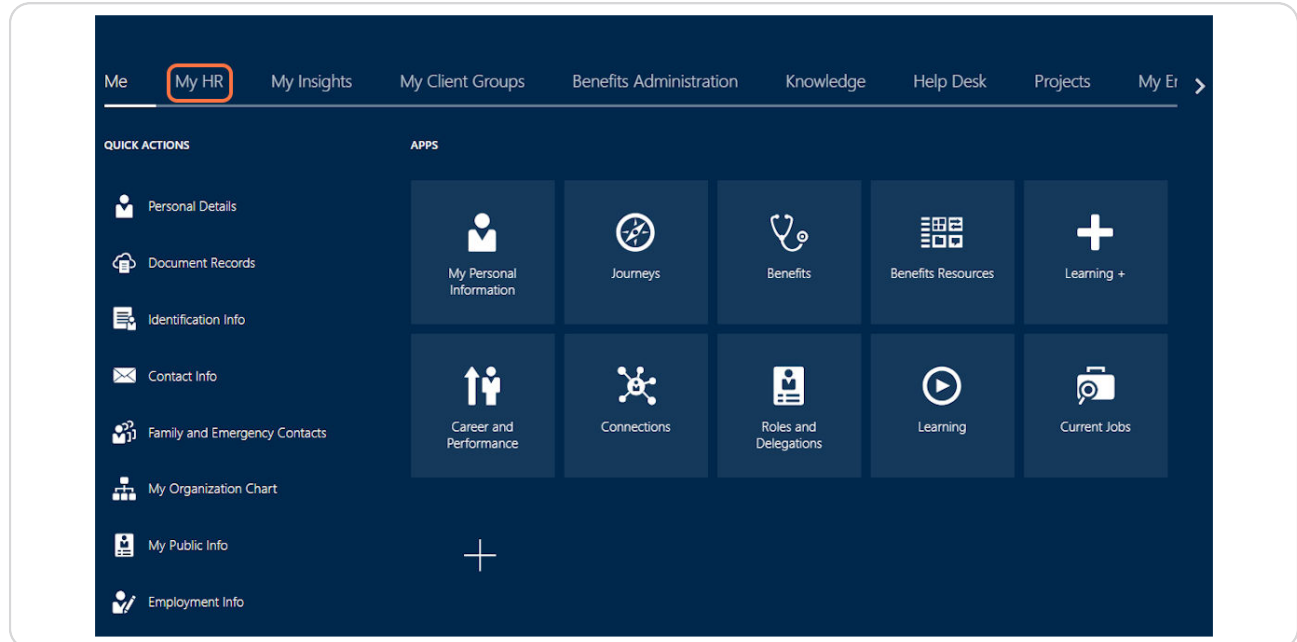 Me My HR My Insights My Client Groups Benefits Administration Knowledge Help Desk Projects My Er
QUICK ACTIONS
APPS
Personal Details
Document Records
Identification Info
Contact Info
Family and Emergency Contacts
My Organization Chart
My Public Info
Employment Info
My Personal
Information
Journeys
Benefits
Benefits Resources
Learning +
Career and
Performance
Connections
Roles and
Delegations
Learning
Current Jobs